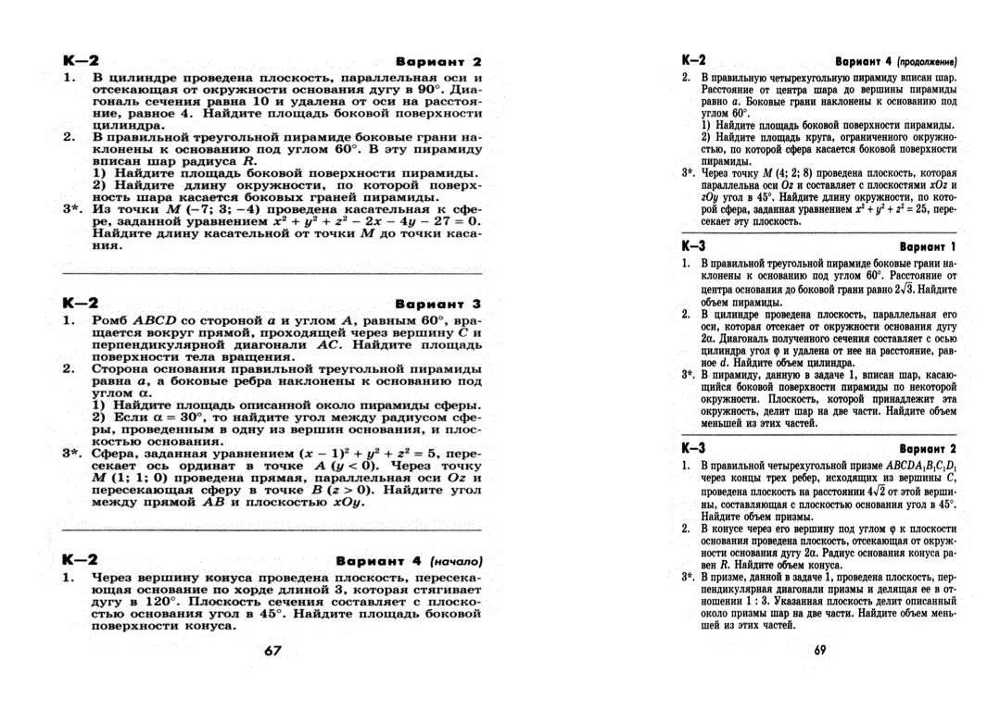 К—2 Вариант 2
1. В цилиндре проведена плоскость, параллельная оси и
отсекающая от окружности основания дугу в 90°. Диа-
гональ сечения равна 10 и удалена от оси на расстоя-
ние, равное 4. Найдите площадь боковой поверхности
цилиндра.
2. В правильной треугольной пирамиде боковые грани на-
клонены к основанию под углом 60°. В эту пирамиду
вписан шар радиуса R.
1) Найдите площадь боковой поверхности пирамиды.
2) Найдите длину окружности, по которой поверх-
ность шара касается боковых граней пирамиды.
3*. Из точки M (−7; 3; −4) проведена касательная к сфе-
ре, заданной уравнением x² + y² + z² − 2x − 4y − 27 = 0.
Найдите длину касательной от точки M до точки каса-
ния.
К—2 Вариант 3
1. Ромб ABCD со стороной a и углом A, равным 60°, вра-
щается вокруг прямой, проходящей через вершину C и
перпендикулярной диагонали AC. Найдите площадь
поверхности тела вращения.
2. Сторона основания правильной треугольной пирамиды
равна a, а боковые ребра наклонены к основанию под
углом α.
1) Найдите площадь описанной около пирамиды сферы.
2) Если α = 30°, то найдите угол между радиусом сфе-
ры, проведенным в одну из вершин основания, и плос-
костью основания.
3*. Сфера, заданная уравнением (x − 1)² + y² + z² = 5, пере-
секает ось ординат в точке A (y < 0). Через точку
M (1; 1; 0) проведена прямая, параллельная оси Oz и
пересекающая сферу в точке B (z > 0). Найдите угол
между прямой AB и плоскостью xOy.
К—2 Вариант 4 (начало)
1. Через вершину конуса проведена плоскость, пересека-
ющая основание по хорде длиной 3, которая стягивает
дугу в 120°. Плоскость сечения составляет с плоско-
стью основания угол в 45°. Найдите площадь боковой
поверхности конуса.
67
К—2 Вариант 4 (продолжение)
2. В правильную четырехугольную пирамиду вписан шар.
Расстояние от центра шара до вершины пирамиды
равно a. Боковые грани наклонены к основанию под
углом 60°.
1) Найдите площадь боковой поверхности пирамиды.
2) Найдите площадь круга, ограниченного окружно-
стью, по которой сфера касается боковой поверхности
пирамиды.
3*. Через точку M (4; 2; 8) проведена плоскость, которая
параллельна оси Oz и составляет с плоскостями xOz и
zOy угол в 45°. Найдите длину окружности, по кото-
рой сфера, заданная уравнением x² + y² + z² = 25, пере-
секает эту плоскость.
К—3 Вариант 1
1. В правильной треугольной пирамиде боковые грани на-
клонены к основанию под углом 60°. Расстояние от
центра основания до боковой грани равно 2√3. Найдите
объем пирамиды.
2. В цилиндре проведена плоскость, параллельная его
оси, которая отсекает от окружности основания дугу
2α. Диагональ полученного сечения составляет с осью
цилиндра угол φ и удалена от нее на расстояние, рав-
ное d. Найдите объем цилиндра.
3*. В пирамиду, данную в задаче 1, вписан шар, касаю-
щийся боковой поверхности пирамиды по некоторой
окружности. Плоскость, которой принадлежит эта
окружность, делит шар на две части. Найдите объем
меньшей из этих частей.
К—3 Вариант 2
1. В правильной четырехугольной призме ABCDA₁B₁C₁D₁
через концы трех ребер, исходящих из вершины C,
проведена плоскость на расстоянии 4√2 от этой верши-
ны, составляющая с плоскостью основания угол в 45°.
Найдите объем призмы.
2. В конусе через его вершину под углом φ к плоскости
основания проведена плоскость, отсекающая от окруж-
ности основания дугу 2α. Радиус основания конуса ра-
вен R. Найдите объем конуса.
3*. В призме, данной в задаче 1, проведена плоскость, пер-
пендикулярная диагонали призмы и делящая ее в от-
ношении 1 : 3. Указанная плоскость делит описанный
около призмы шар на две части. Найдите объем мень-
шей из этих частей.
69